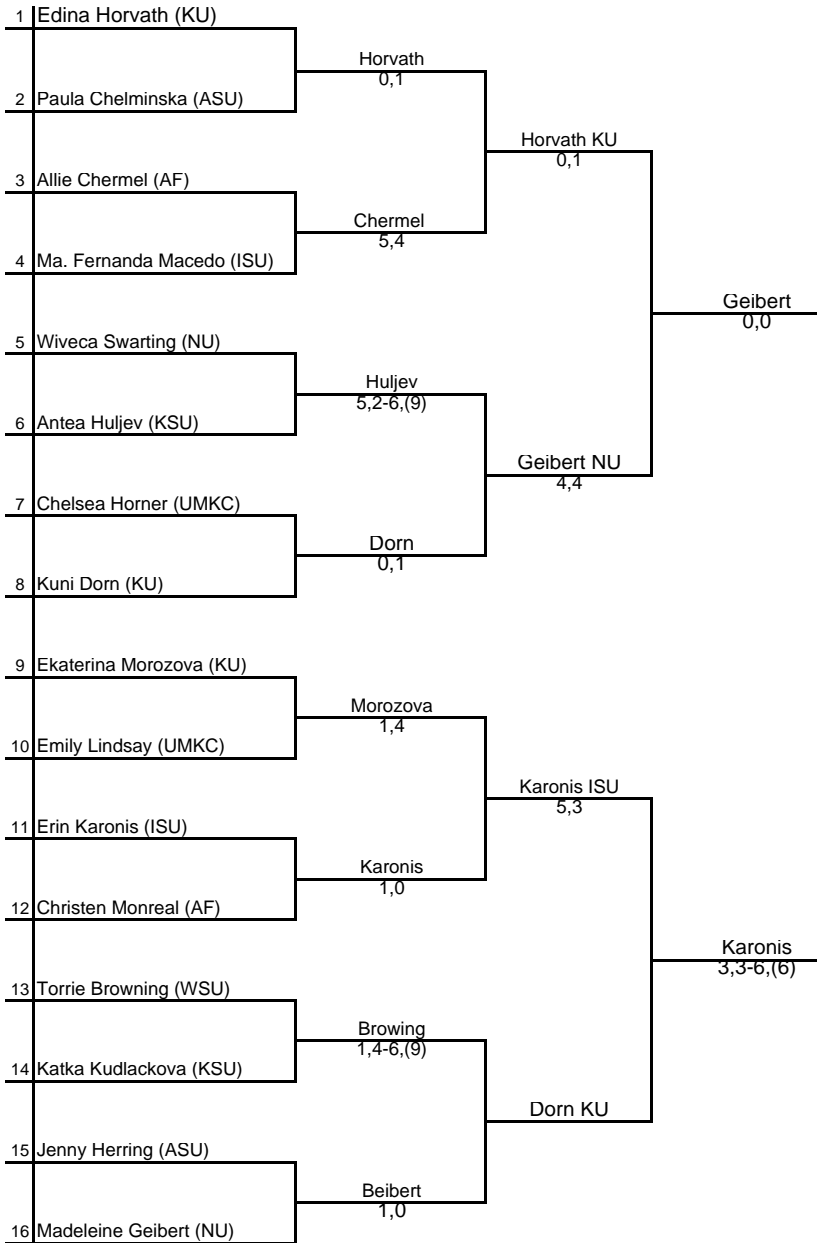 1 Edina Horvath (KU)
Horvath
0,1
2 Paula Chelminska (ASU)
Horvath KU
0,1
3 Allie Chermel (AF)
Chermel
5,4
4 Ma. Fernanda Macedo (ISU)
Geibert
0,0
5 Wiveca Swarting (NU)
Huljev
5,2-6,(9)
6 Antea Huljev (KSU)
Geibert NU
4,4
7 Chelsea Horner (UMKC)
Dorn
0,1
8 Kuni Dorn (KU)
9 Ekaterina Morozova (KU)
Morozova
1,4
10 Emily Lindsay (UMKC)
Karonis ISU
5,3
11 Erin Karonis (ISU)
Karonis
1,0
12 Christen Monreal (AF)
Karonis
3,3-6,(6)
13 Torrie Browning (WSU)
Browing
1,4-6,(9)
14 Katka Kudlackova (KSU)
Dorn KU
15 Jenny Herring (ASU)
Beibert
1,0
16 Madeleine Geibert (NU)